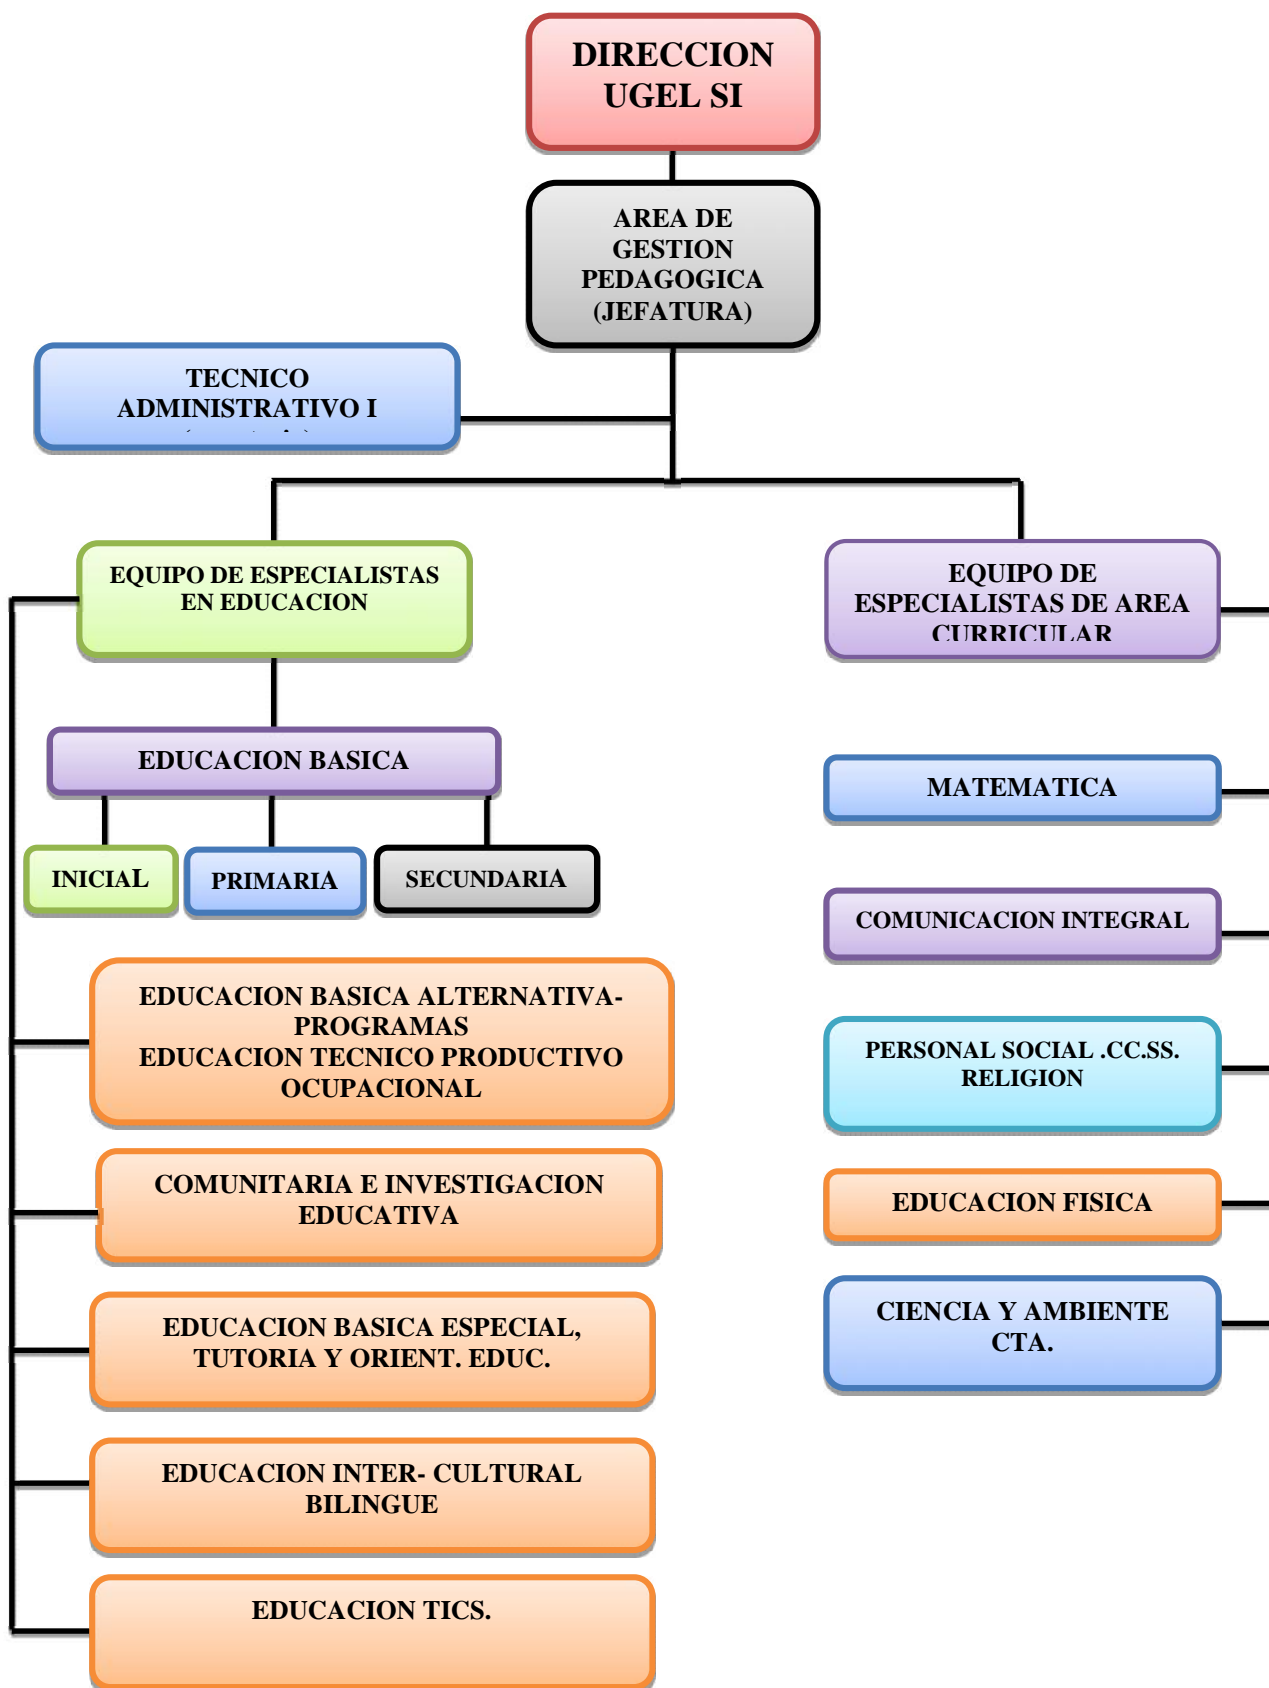 DIRECCION
UGEL SI
AREA DE
GESTION
PEDAGOGICA
(JEFATURA)
TECNICO
ADMINISTRATIVO I
EQUIPO DE ESPECIALISTAS
EN EDUCACION
EQUIPO DE
ESPECIALISTAS DE AREA
CURRICULAR
EDUCACION BASICA
INICIAL
PRIMARIA
SECUNDARIA
EDUCACION BASICA ALTERNATIVA-
PROGRAMAS
EDUCACION TECNICO PRODUCTIVO
OCUPACIONAL
COMUNITARIA E INVESTIGACION
EDUCATIVA
EDUCACION BASICA ESPECIAL,
TUTORIA Y ORIENT. EDUC.
EDUCACION INTER- CULTURAL
BILINGUE
EDUCACION TICS.
MATEMATICA
COMUNICACION INTEGRAL
PERSONAL SOCIAL .CC.SS.
RELIGION
EDUCACION FISICA
CIENCIA Y AMBIENTE
CTA.